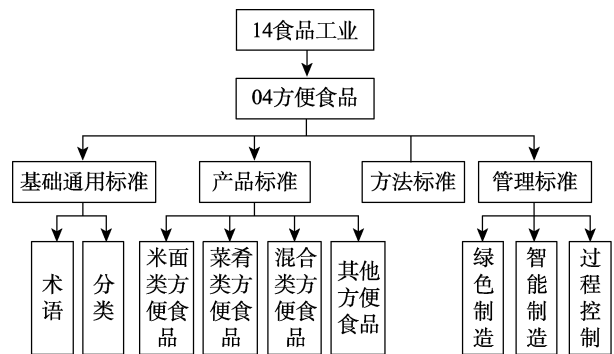 14食品工业
04方便食品
基础通用标准
产品标准
方法标准
管理标准
术语
分类
米面类方便食品
菜肴类方便食品
混合类方便食品
其他方便食品
绿色制造
智能制造
过程控制